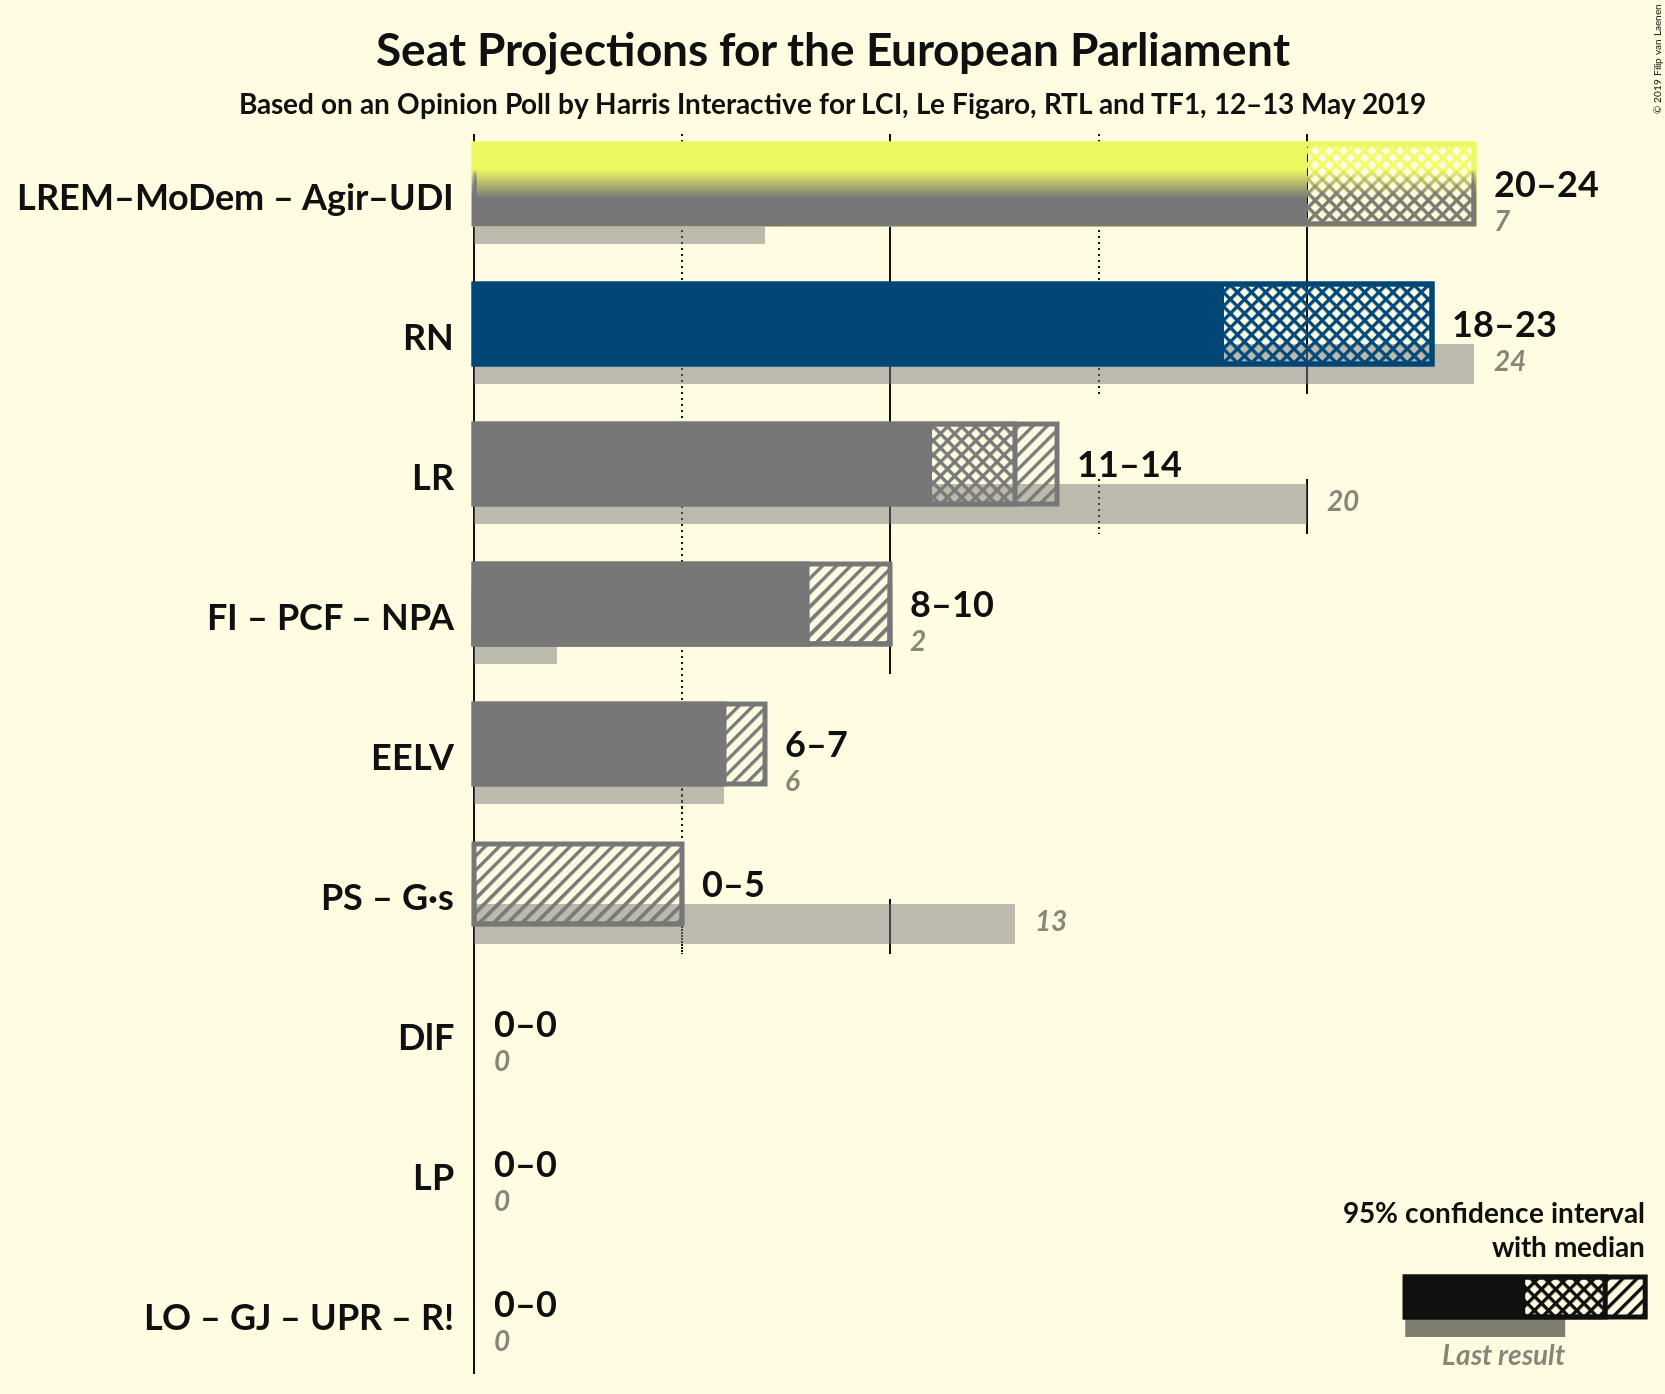 Seat Projections for the European Parliament
Based on an Opinion Poll by Harris Interactive for LCI, Le Figaro, RTL and TF1, 12–13 May 2019
© 2019 Filip van Laenen
LREM–MoDem – Agir–UDI
20–24
7
RN
18–23
24
LR
11–14
20
FI – PCF – NPA
8–10
2
EELV
6–7
6
PS – G·s
0–5
13
DlF
0–0
0
LP
0–0
0
LO – GJ – UPR – R!
0–0
0
95% confidence interval
with median
Last result